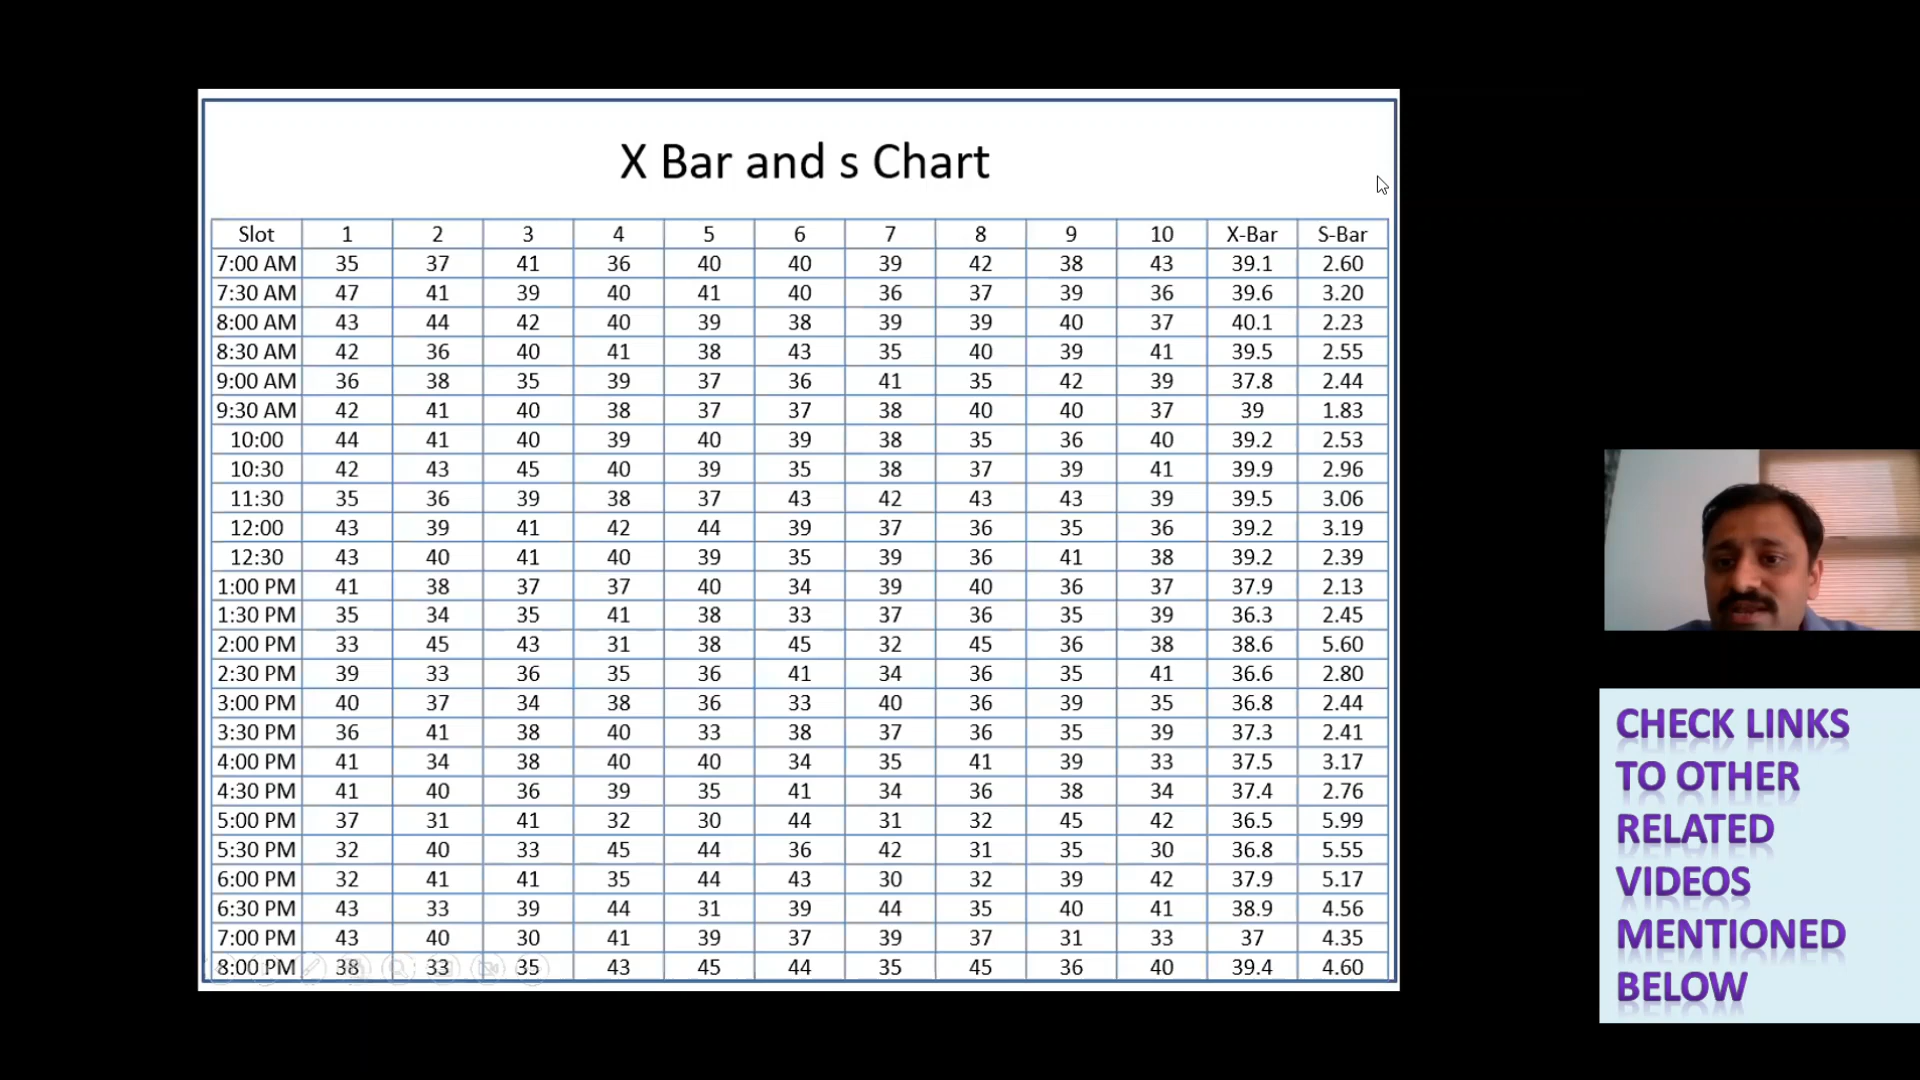 X Bar and s Chart
Slot 1 2 3 4 5 6 7 8 9 10 X-Bar S-Bar
7:00 AM 35 37 41 36 40 40 39 42 38 43 39.1 2.60
7:30 AM 47 41 39 40 41 40 36 37 39 36 39.6 3.20
8:00 AM 43 44 42 40 39 38 39 39 40 37 40.1 2.23
8:30 AM 42 36 40 41 38 43 35 40 39 41 39.5 2.55
9:00 AM 36 38 35 39 37 36 41 35 42 39 37.8 2.44
9:30 AM 42 41 40 38 37 37 38 40 40 37 39 1.83
10:00 44 41 40 39 40 39 38 35 36 40 39.2 2.53
10:30 42 43 45 40 39 35 38 37 39 41 39.9 2.96
11:30 35 36 39 38 37 43 42 43 43 39 39.5 3.06
12:00 43 39 41 42 44 39 37 36 35 36 39.2 3.19
12:30 43 40 41 40 39 35 39 36 41 38 39.2 2.39
1:00 PM 41 38 37 37 40 34 39 40 36 37 37.9 2.13
1:30 PM 35 34 35 41 38 33 37 36 35 39 36.3 2.45
2:00 PM 33 45 43 31 38 45 32 45 36 38 38.6 5.60
2:30 PM 39 33 36 35 36 41 34 36 35 41 36.6 2.80
3:00 PM 40 37 34 38 36 33 40 36 39 35 36.8 2.44
3:30 PM 36 41 38 40 33 38 37 36 35 39 37.3 2.41
4:00 PM 41 34 38 40 40 34 35 41 39 33 37.5 3.17
4:30 PM 41 40 36 39 35 41 34 36 38 34 37.4 2.76
5:00 PM 37 31 41 32 30 44 31 32 45 42 36.5 5.99
5:30 PM 32 40 33 45 44 36 42 31 35 30 36.8 5.55
6:00 PM 32 41 41 35 44 43 30 32 39 42 37.9 5.17
6:30 PM 43 33 39 44 31 39 44 35 40 41 38.9 4.56
7:00 PM 43 40 30 41 39 37 39 37 31 33 37 4.35
8:00 PM 38 33 35 43 45 44 35 45 36 40 39.4 4.60
CHECK LINKS
TO OTHER
RELATED
VIDEOS
MENTIONED
BELOW